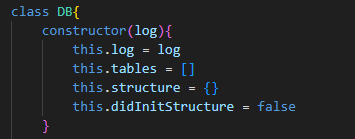 class DB{
    constructor(log){
        this.log = log
        this.tables = []
        this.structure = {}
        this.didInitStructure = false
    }